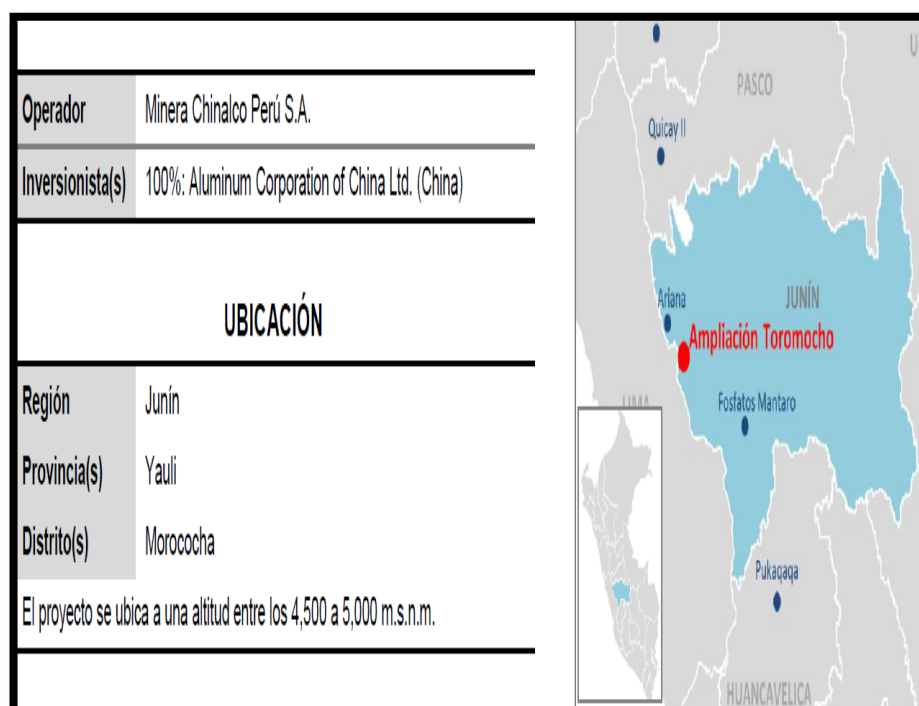 Operador Minera Chinalco Perú S.A.
Inversionista(s) 100%: Aluminum Corporation of China Ltd. (China)
UBICACIÓN
Región Junín
Provincia(s) Yauli
Distrito(s) Morococha
El proyecto se ubica a una altitud entre los 4,500 a 5,000 m.s.n.m.
U
PASCO
Quicay II
JUNÍN
Ariana
Ampliación Toromocho
LIMA
Fosfatos Mantaro
Pukaqaqa
HUANCAVELICA